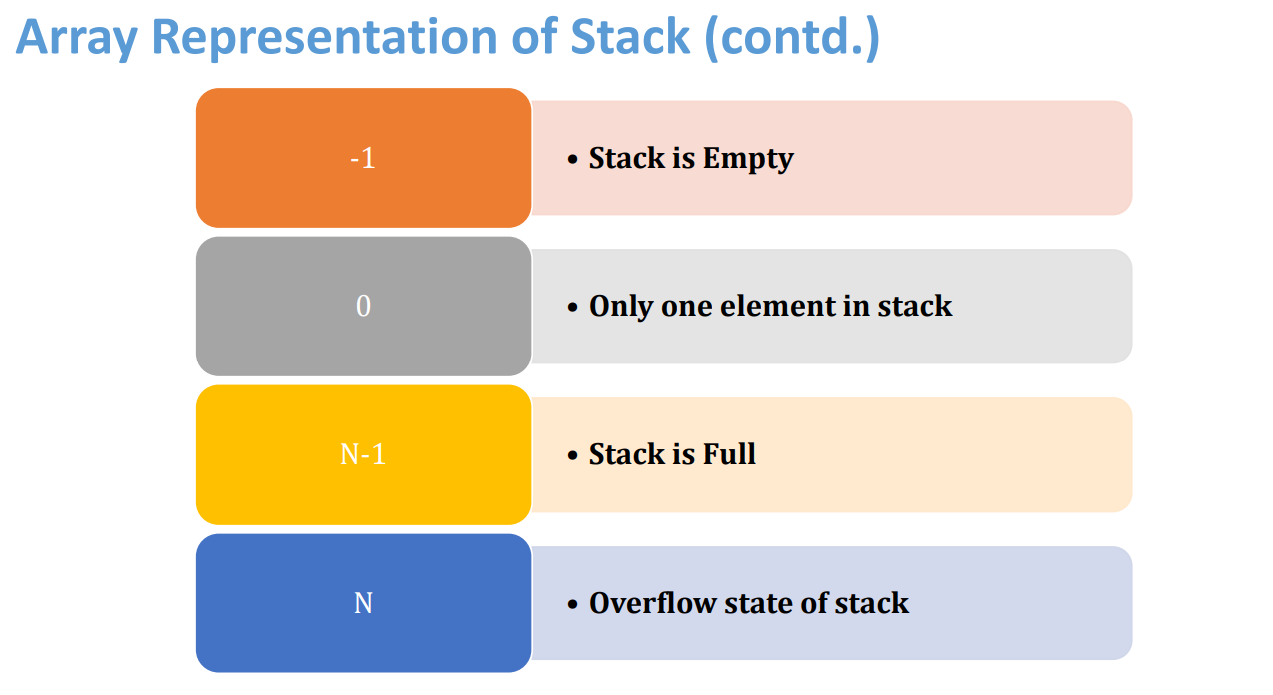 Array Representation of Stack (contd.)
-1
• Stack is Empty
0
• Only one element in stack
N-1
• Stack is Full
N
• Overflow state of stack